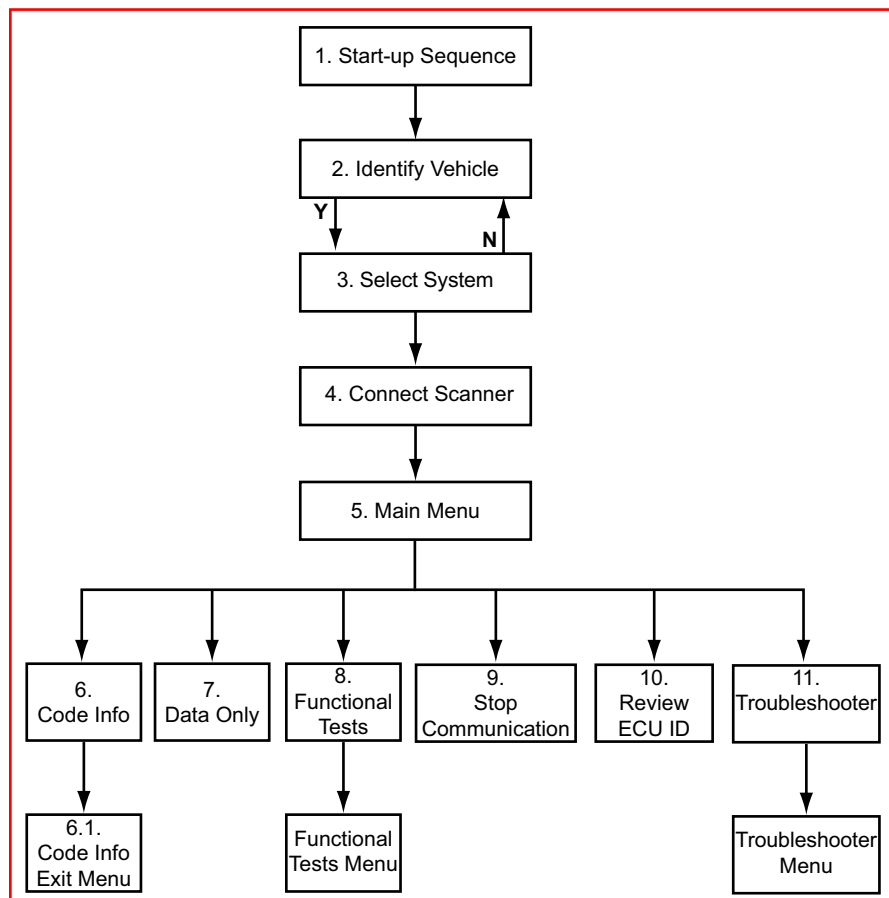 1. Start-up Sequence
2. Identify Vehicle
Y
N
3. Select System
4. Connect Scanner
5. Main Menu
6.
Code Info
7.
Data Only
8.
Functional
Tests
9.
Stop
Communication
10.
Review
ECU ID
11.
Troubleshooter
6.1.
Code Info
Exit Menu
Functional
Tests Menu
Troubleshooter
Menu